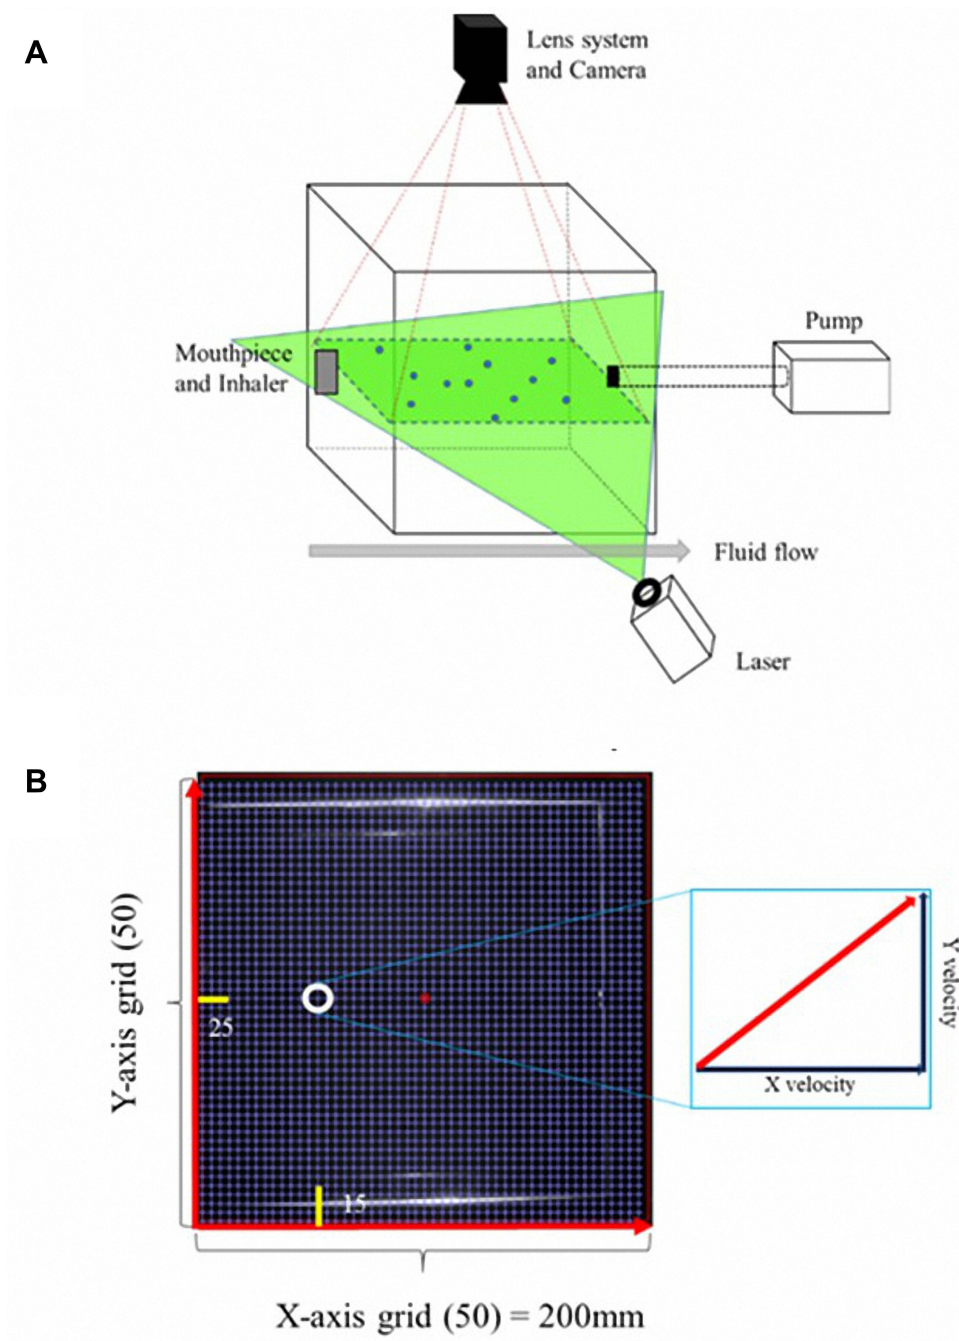 A
Lens system
and Camera
Pump
Mouthpiece
and Inhaler
Fluid flow
Laser
B
Y-axis grid (50)
25
15
X velocity
Y velocity
X-axis grid (50) = 200mm